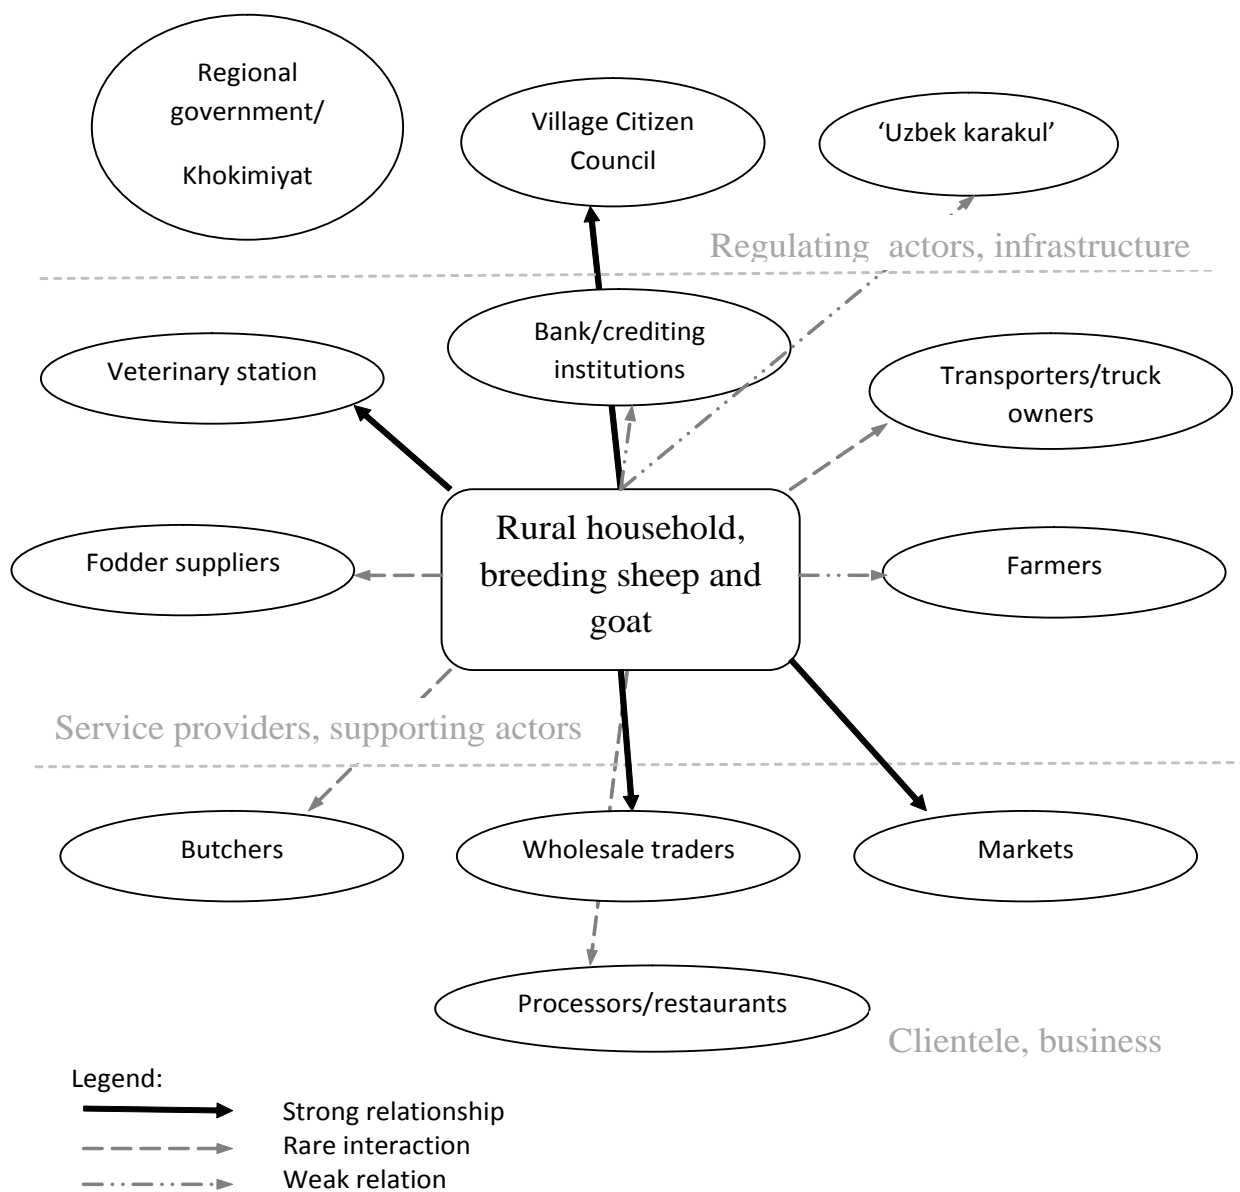 Regional
government/
Khokimiyat
Village Citizen
Council
‘Uzbek karakul’
Regulating actors, infrastructure
Bank/crediting
institutions
Veterinary station
Transporters/truck
owners
Rural household,
breeding sheep and
goat
Fodder suppliers
Farmers
Service providers, supporting actors
Butchers
Wholesale traders
Markets
Processors/restaurants
Clientele, business
Legend:
Strong relationship
Rare interaction
Weak relation